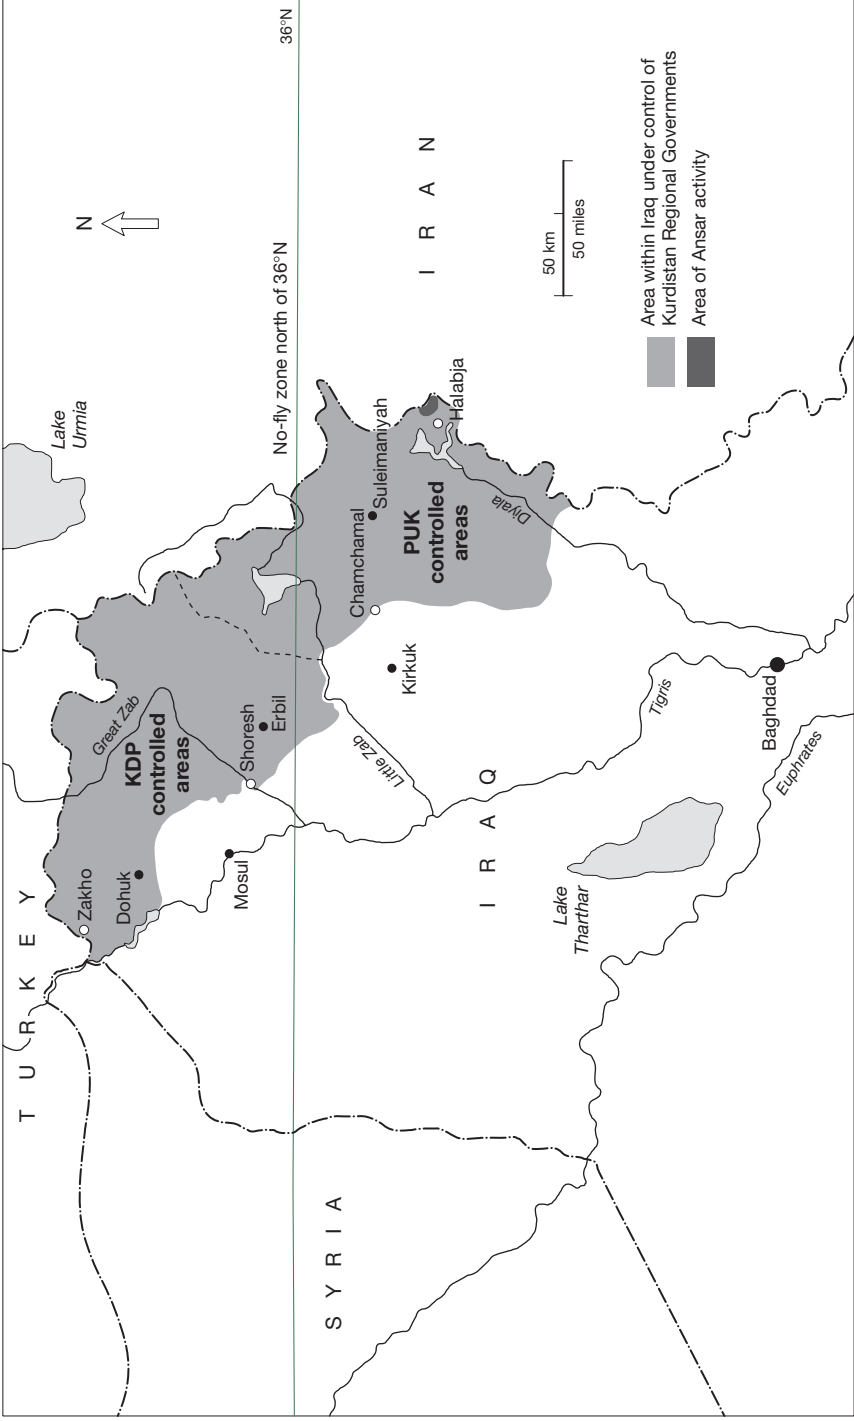 TURKEY
Lake
Urmia
N
Zakho
Dohuk
Great Zab
KDP
controlled
areas
Mosul
Shoresh
Erbil
No-fly zone north of 36°N
36°N
SYRIA
Little Zab
Kirkuk
Chamchamal
Suleimaniyah
PUK
controlled
areas
Halabja
IRAN
Diyala
IRAQ
Lake
Tharthar
Tigris
Baghdad
Euphrates
50 km
50 miles
Area within Iraq under control of
Kurdistan Regional Governments
Area of Ansar activity